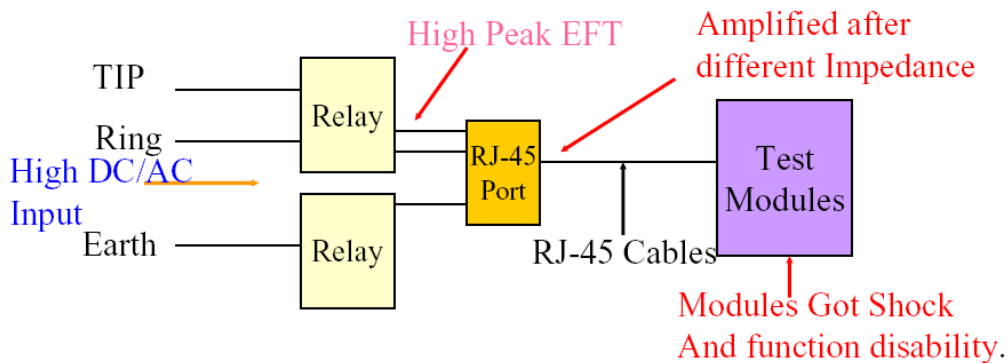 High Peak EFT
Amplified after
different Impedance
TIP
Ring
High DC/AC
Input
Earth
Relay
Relay
RJ-45
Port
RJ-45 Cables
Test
Modules
Modules Got Shock
And function disability.